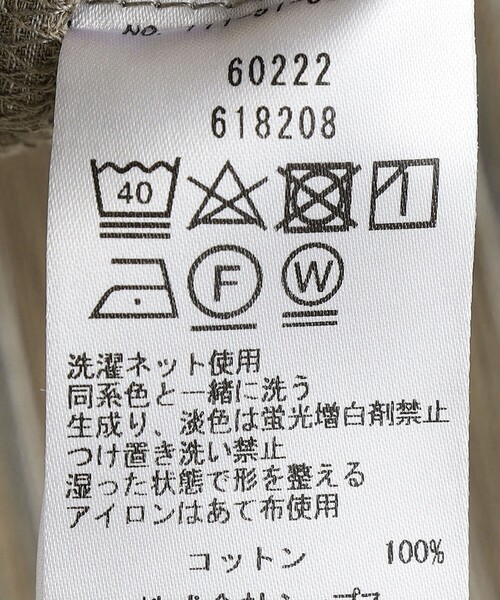 NO.
60222
618208
40
F W
洗濯ネット使用
同系色と一緒に洗う
生成り、淡色は蛍光増白剤禁止
つけ置き洗い禁止
湿った状態で形を整える
アイロンはあて布使用
コットン 100%